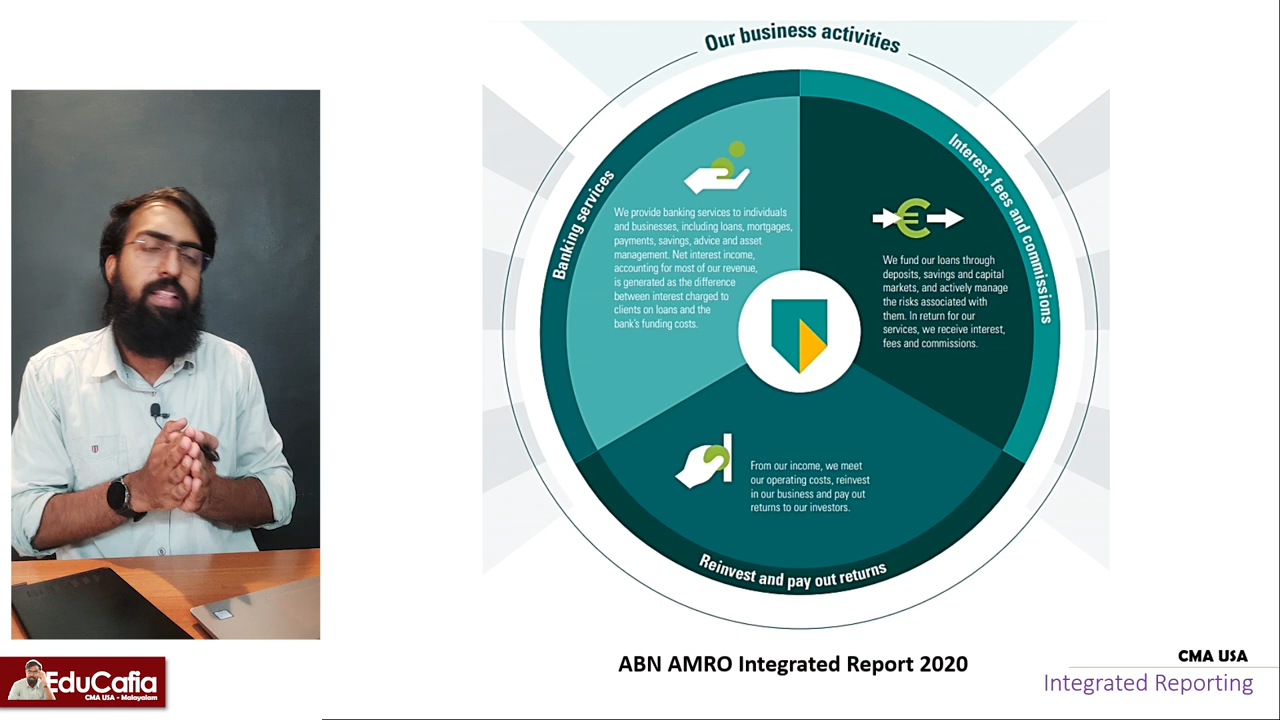 Our business activities
Banking services
We provide banking services to individuals
and businesses, including loans, mortgages,
payments, savings, advice and asset
management. Net interest income,
accounting for most of our revenue,
is generated as the difference
between interest charged to
clients on loans and the
bank's funding costs.
Interest, fees and commissions
We fund our loans through
deposits, savings and capital
markets, and actively manage
the risks associated with
them. In return for our
services, we receive interest,
fees and commissions.
From our income, we meet
our operating costs, reinvest
in our business and pay out
returns to our investors.
Reinvest and pay out returns
ABN AMRO Integrated Report 2020
CMA USA
Integrated Reporting
EduCafia
CMA USA - Malayalam